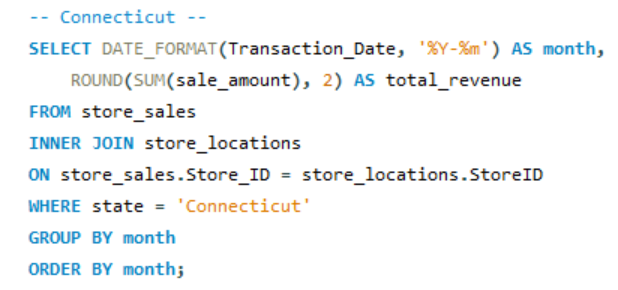 -- Connecticut --
SELECT DATE_FORMAT(Transaction_Date, '%Y-%m') AS month,
ROUND(SUM(sale_amount), 2) AS total_revenue
FROM store_sales
INNER JOIN store_locations
ON store_sales.Store_ID = store_locations.StoreID
WHERE state = 'Connecticut'
GROUP BY month
ORDER BY month;